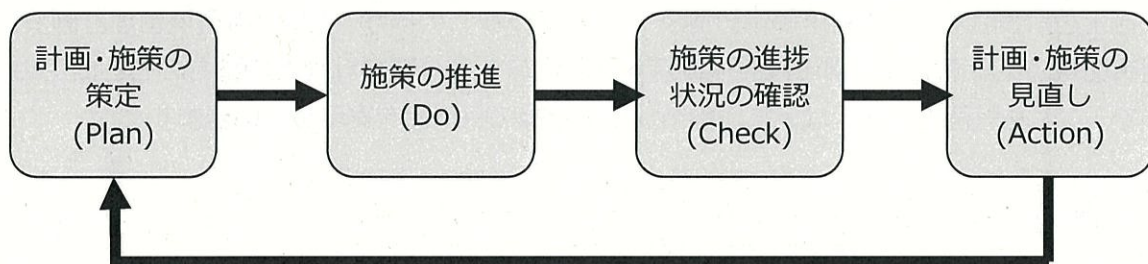 計画・施策の
策定
(Plan)
施策の推進
(Do)
施策の進捗
状況の確認
(Check)
計画・施策の
見直し
(Action)